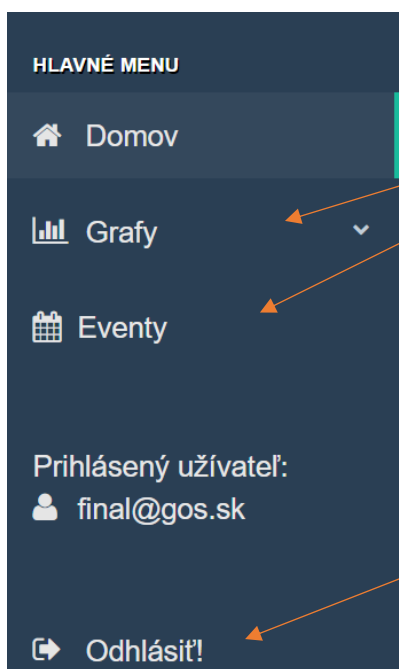 HLAVNÉ MENU
Domov
Grafy
Eventy
Prihlásený užívateľ:
final@gos.sk
Odhlásiť!